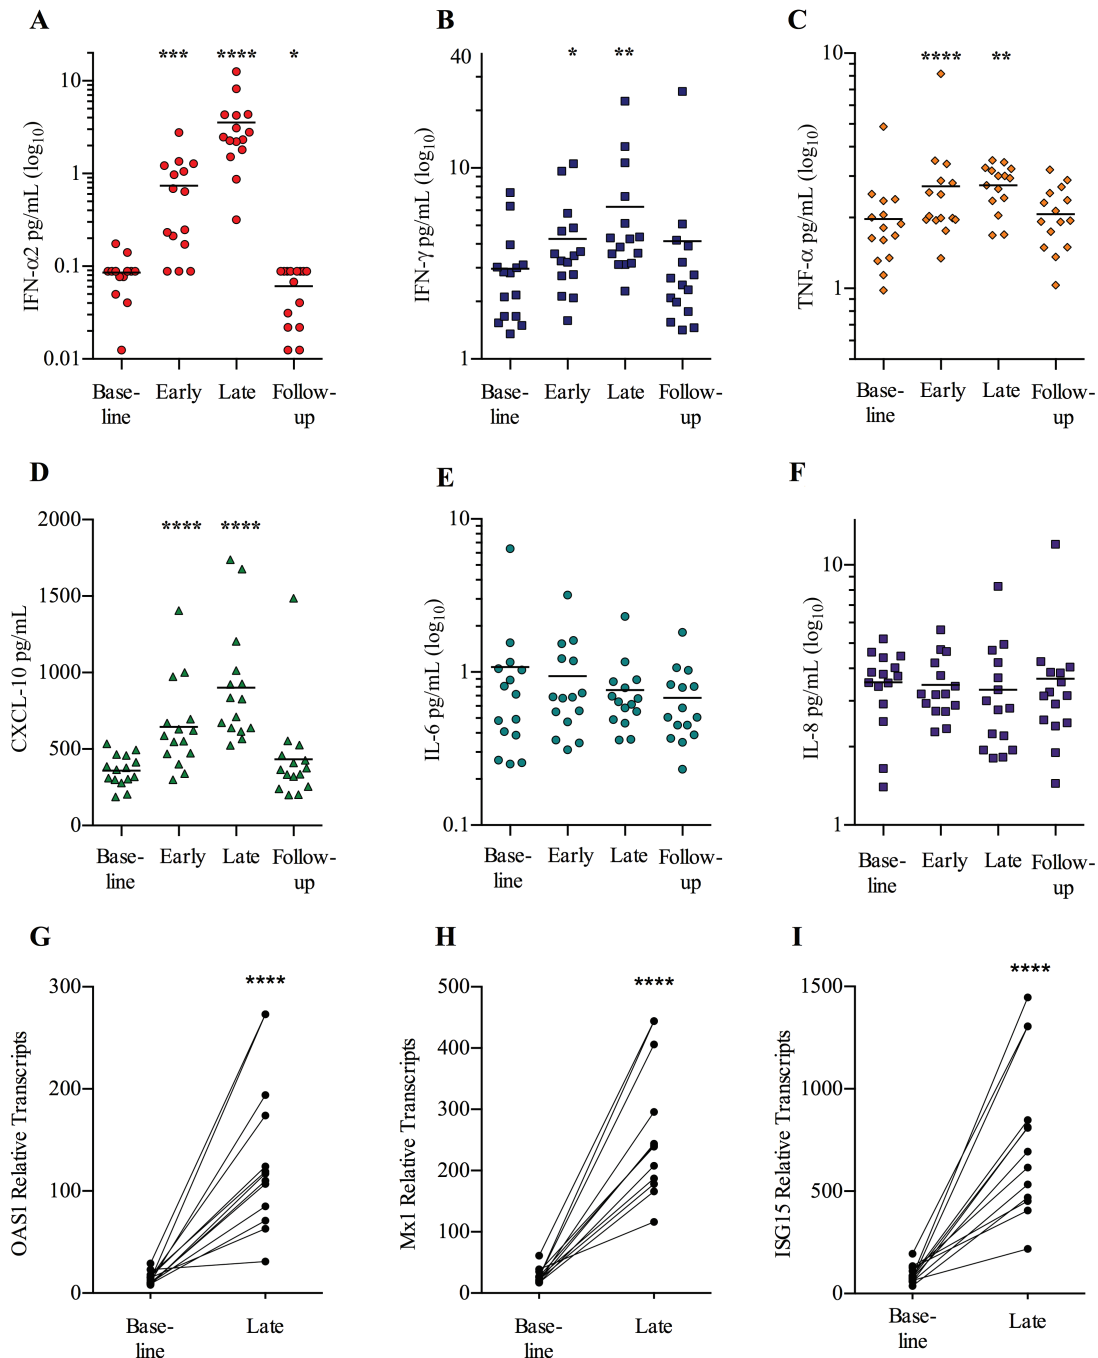 A
IFN-α2 pg/mL (log10)
10
1
0.1
0.01
*** **** *
Base-line Early Late Follow-up
B
IFN-γ pg/mL (log10)
40
10
1
* **
Base-line Early Late Follow-up
C
TNF-α pg/mL (log10)
10
1
**** **
Base-line Early Late Follow-up
D
CXCL-10 pg/mL
2000
1500
1000
500
0
**** ****
Base-line Early Late Follow-up
E
IL-6 pg/mL (log10)
10
1
0.1
Base-line Early Late Follow-up
F
IL-8 pg/mL (log10)
10
1
Base-line Early Late Follow-up
G
OAS1 Relative Transcripts
300
200
100
0
****
Base-line Late
H
Mx1 Relative Transcripts
500
400
300
200
100
0
****
Base-line Late
I
ISG15 Relative Transcripts
1500
1000
500
0
****
Base-line Late